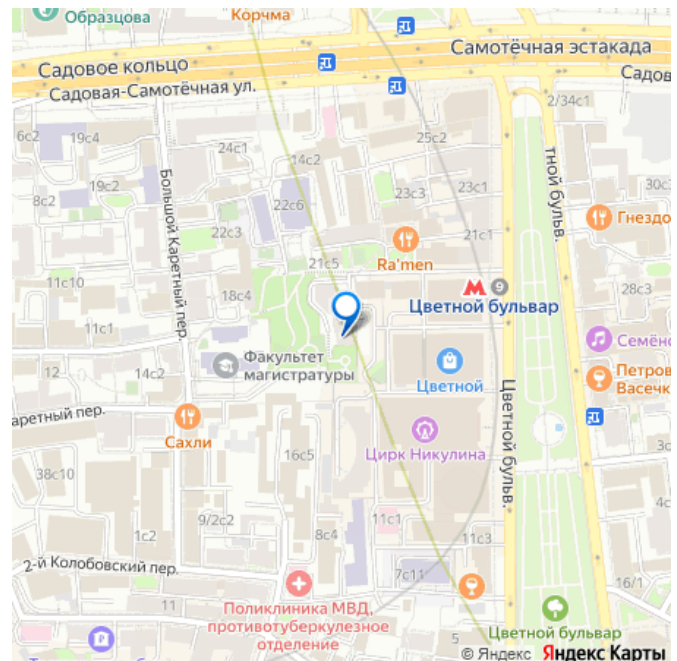 Образцова
Корчма
Самотёчная эстакада
Садовое кольцо
Садов
Садовая-Самотёчная ул.
2/34с1
6с2
19с4
24с1
14с2
25с2
тной бульв.
19с2
8с2
22с6
23с3
23с1
30с
Гнездо
Большой Каретный пер.
22с3
21с1
Ra'men
21с5
11с10
18с4
9
Цветной бульвар
28с3
11с1
Семёно
Факультет
магистратуры
12
14с2
Цветной
Петров
Васечк
Цветной бульв.
аретный пер.
Сахли
Цирк Никулина
16с5
3с
38с10
4с
9/2с2
11с1
1с2
8с4
11с3
2-й Колобовский пер.
7с11
16/1
11
Поликлиника МВД,
противотуберкулезное
отделение
Цветной бульвар
© Яндекс Яндекс Карты